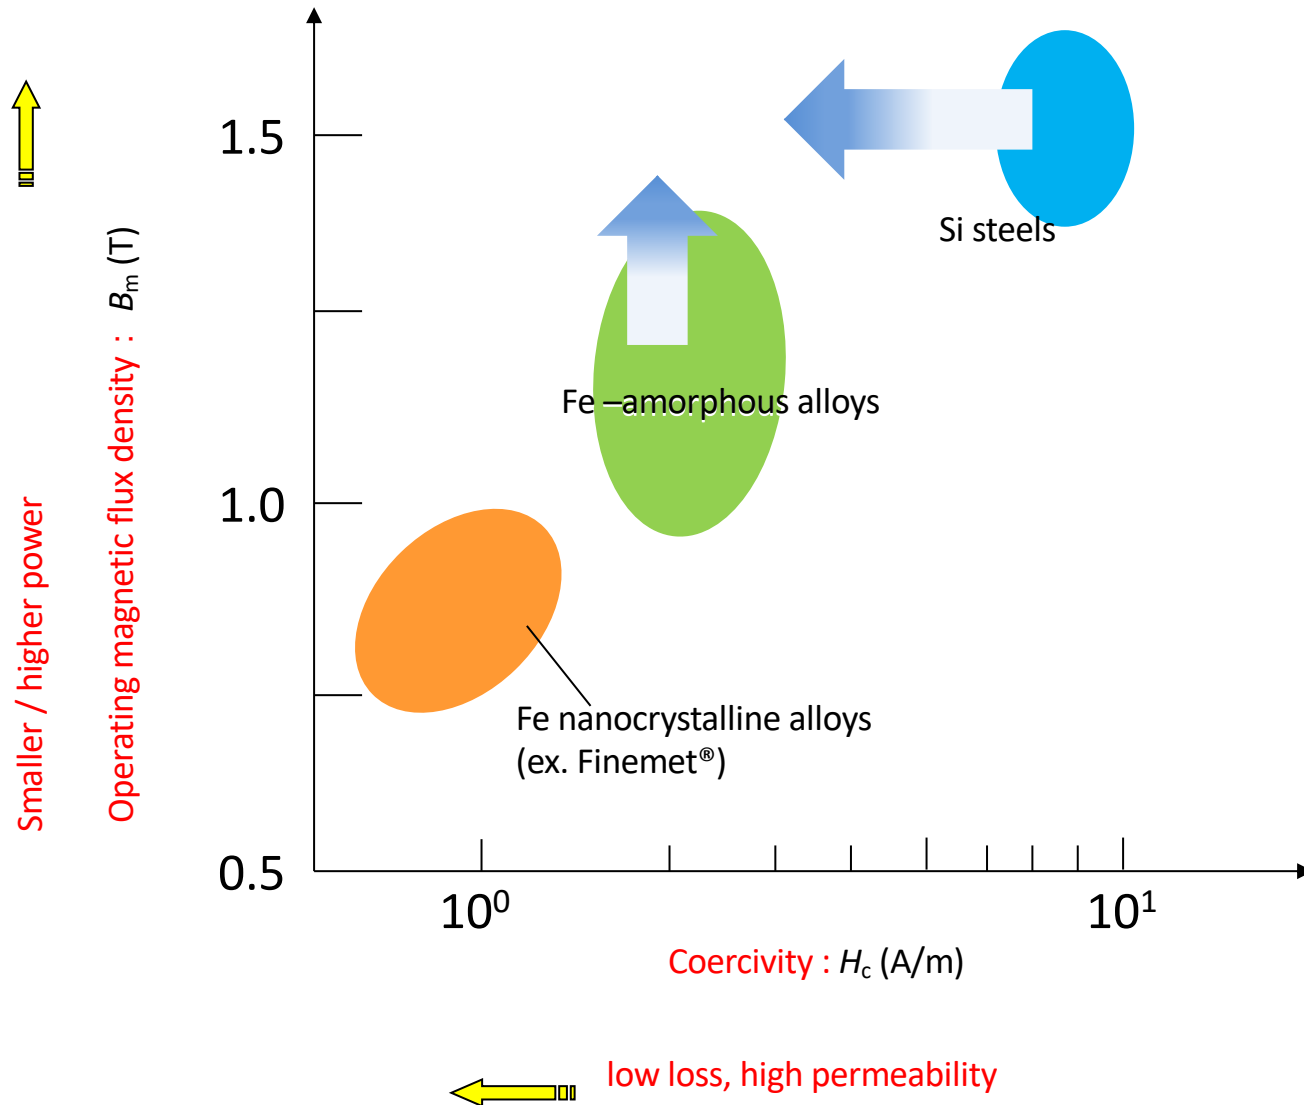 1.5
Si steels
Fe –amorphous alloys
1.0
Fe nanocrystalline alloys
(ex. Finemet®)
0.5
10⁰
10¹
Coercivity : Hc (A/m)
low loss, high permeability
Smaller / higher power
Operating magnetic flux density : Bm (T)